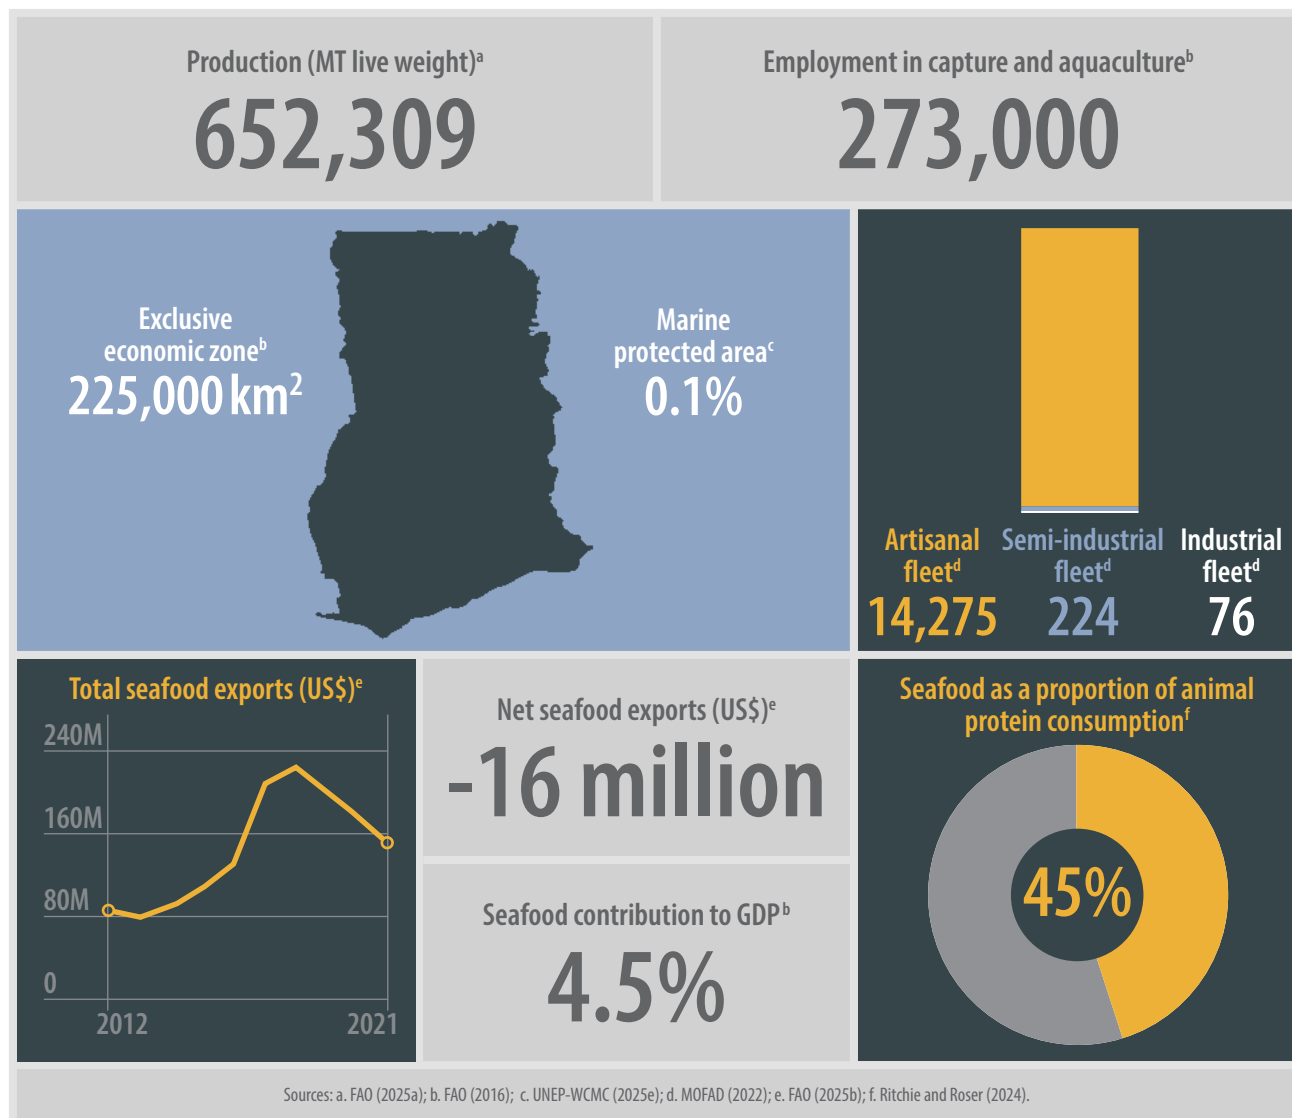 Production (MT live weight)a
652,309
Employment in capture and aquacultureb
273,000
Exclusive
economic zoneb
225,000 km2
Marine
protected areac
0.1%
Artisanal
fleetd
14,275
Semi-industrial
fleetd
224
Industrial
fleetd
76
Total seafood exports (US$)e
240M
160M
80M
0
2012
2021
Net seafood exports (US$)e
-16 million
Seafood contribution to GDPb
4.5%
Seafood as a proportion of animal
protein consumptionf
45%
Sources: a. FAO (2025a); b. FAO (2016); c. UNEP-WCMC (2025e); d. MOFAD (2022); e. FAO (2025b); f. Ritchie and Roser (2024).